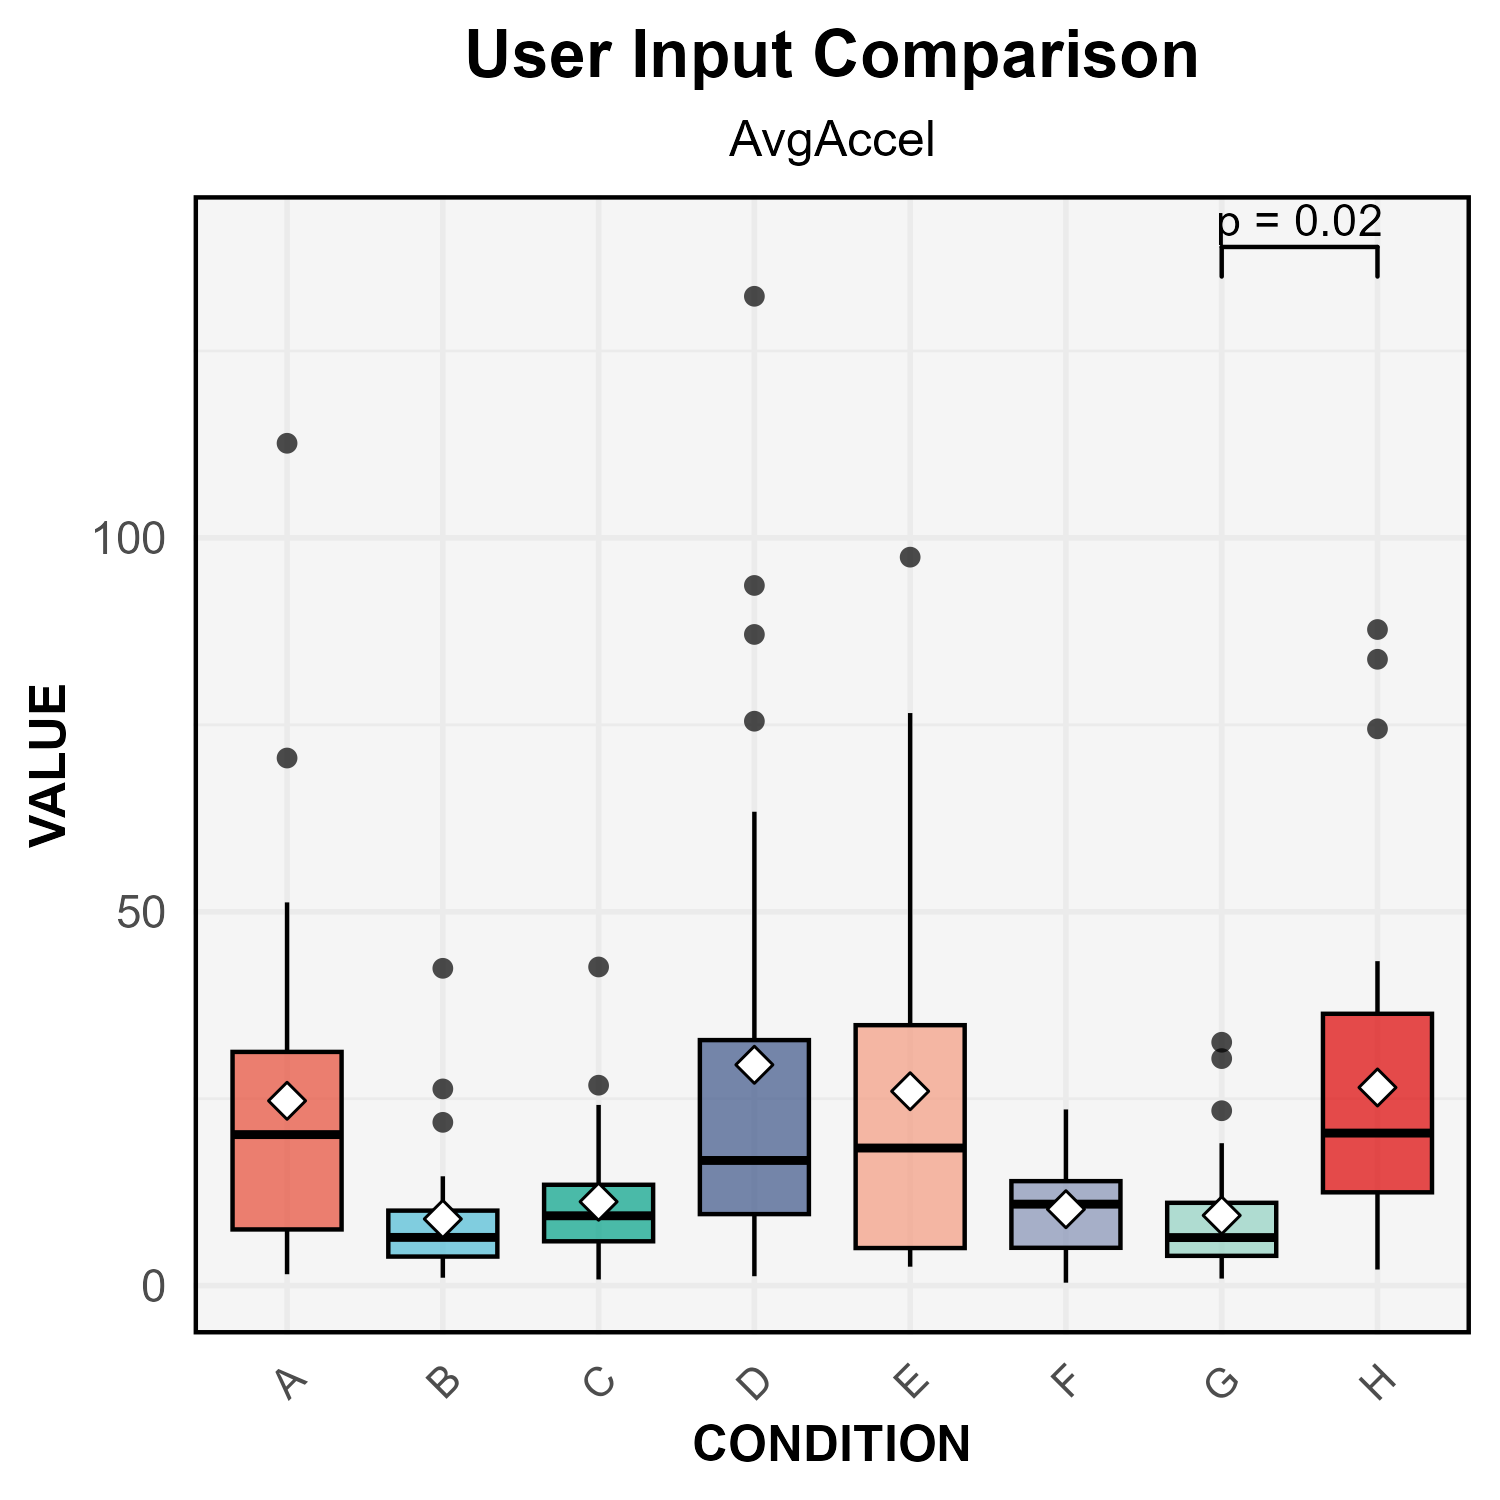 User Input Comparison
AvgAccel
p = 0.02
100
50
0
VALUE
A B C D E F G H
CONDITION